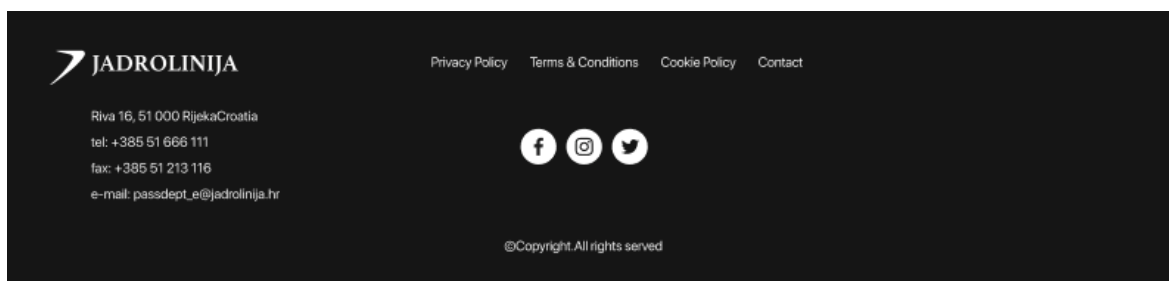 JADROLINIJA
Privacy Policy Terms & Conditions Cookie Policy Contact
Riva 16, 51 000 RijekaCroatia
tel: +385 51 666 111
fax: +385 51 213 116
e-mail: passdept_e@jadrolinija.hr
©Copyright.All rights served